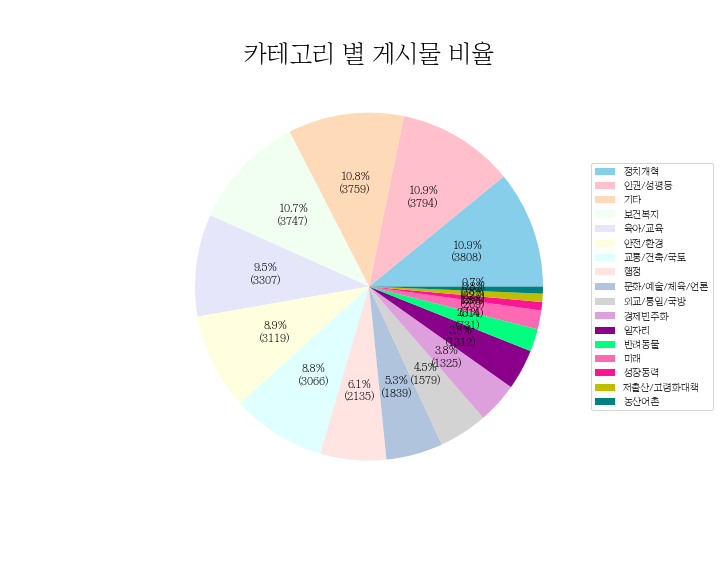 카테고리 별 게시물 비율
10.9%
(3808)
10.9%
(3794)
10.8%
(3759)
10.7%
(3747)
9.5%
(3307)
8.9%
(3119)
8.8%
(3066)
6.1%
(2135)
5.3%
(1839)
4.5%
(1579)
3.8%
(1325)
(1312)
(731)
정치개혁
인권/성평등
기타
보건복지
육아/교육
안전/환경
교통/건축/국토
행정
문화/예술/체육/언론
외교/통일/국방
경제민주화
일자리
반려동물
미래
성장동력
저출산/고령화대책
농산어촌